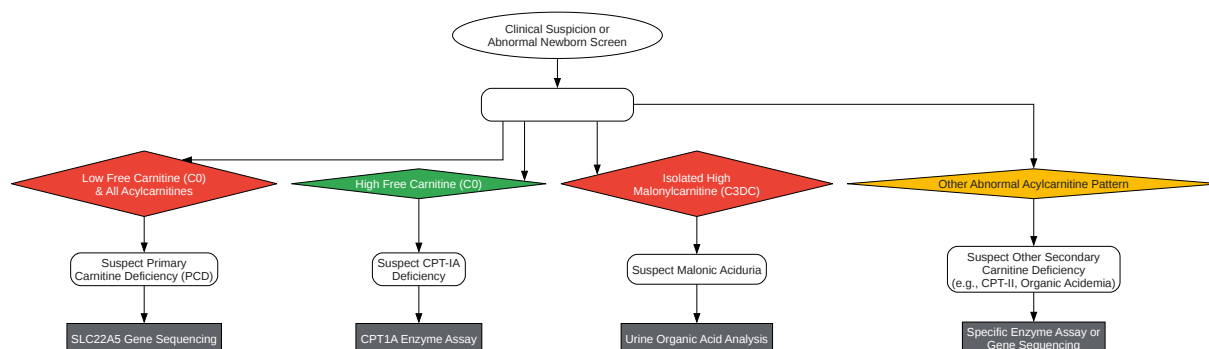 Clinical Suspicion or
Abnormal Newborn Screen
Low Free Carnitine (C0)
& All Acylcarnitines
High Free Carnitine (C0)
Isolated High
Malonylcarnitine (C3DC)
Other Abnormal Acylcarnitine Pattern
Suspect Primary
Carnitine Deficiency (PCD)
Suspect CPT-IA
Deficiency
Suspect Malonic Aciduria
Suspect Other Secondary
Carnitine Deficiency
(e.g., CPT-II, Organic Acidemia)
SLC22A5 Gene Sequencing
CPT1A Enzyme Assay
Urine Organic Acid Analysis
Specific Enzyme Assay or
Gene Sequencing